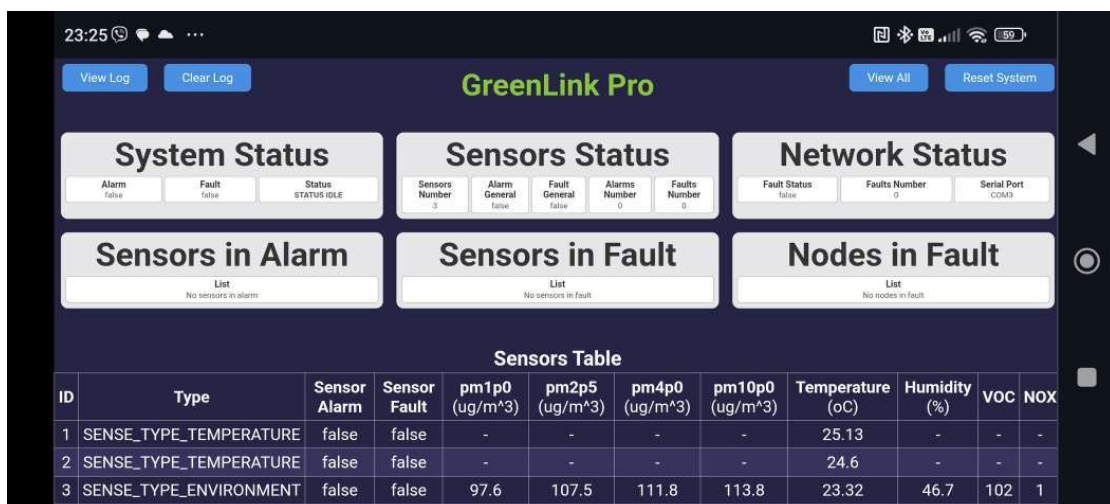 23:25 ...
59
View Log Clear Log GreenLink Pro View All Reset System
System Status
Alarm Fault Status
false false STATUS IDLE
Sensors Status
Sensors Number Alarm General Fault General Alarms Number Faults Number
3 false false 0 0
Network Status
Fault Status Faults Number Serial Port
false 0 COM3
Sensors in Alarm
List
No sensors in alarm
Sensors in Fault
List
No sensors in fault
Nodes in Fault
List
No nodes in fault
Sensors Table
ID Type Sensor Alarm Sensor Fault pm1p0 (ug/m^3) pm2p5 (ug/m^3) pm4p0 (ug/m^3) pm10p0 (ug/m^3) Temperature (oC) Humidity (%) VOC NOX
1 SENSE_TYPE_TEMPERATURE false false - - - - 25.13 - - -
2 SENSE_TYPE_TEMPERATURE false false - - - - 24.6 - - -
3 SENSE_TYPE_ENVIRONMENT false false 97.6 107.5 111.8 113.8 23.32 46.7 102 1